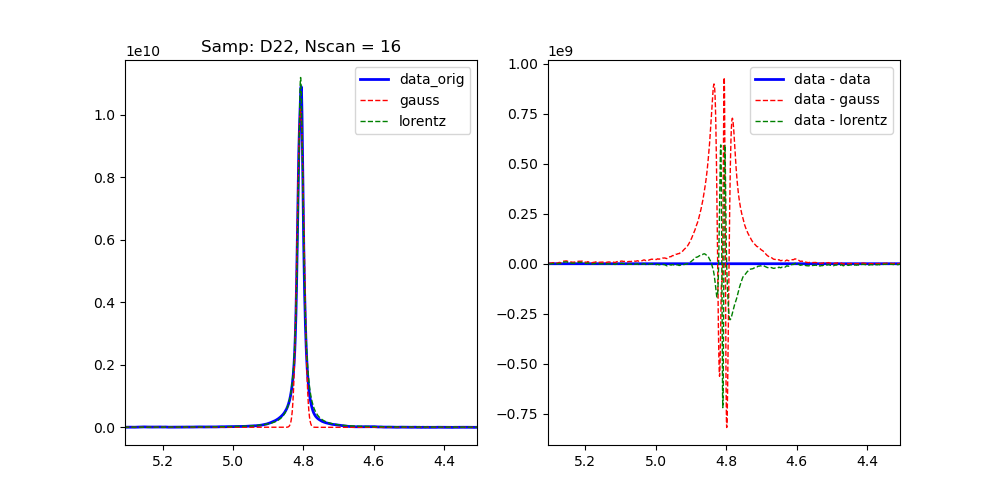 Samp: D22, Nscan = 16
1e10
data_orig
gauss
lorentz
1.0
0.8
0.6
0.4
0.2
0.0
5.2 5.0 4.8 4.6 4.4
1e9
data - data
data - gauss
data - lorentz
1.00
0.75
0.50
0.25
0.00
−0.25
−0.50
−0.75
5.2 5.0 4.8 4.6 4.4